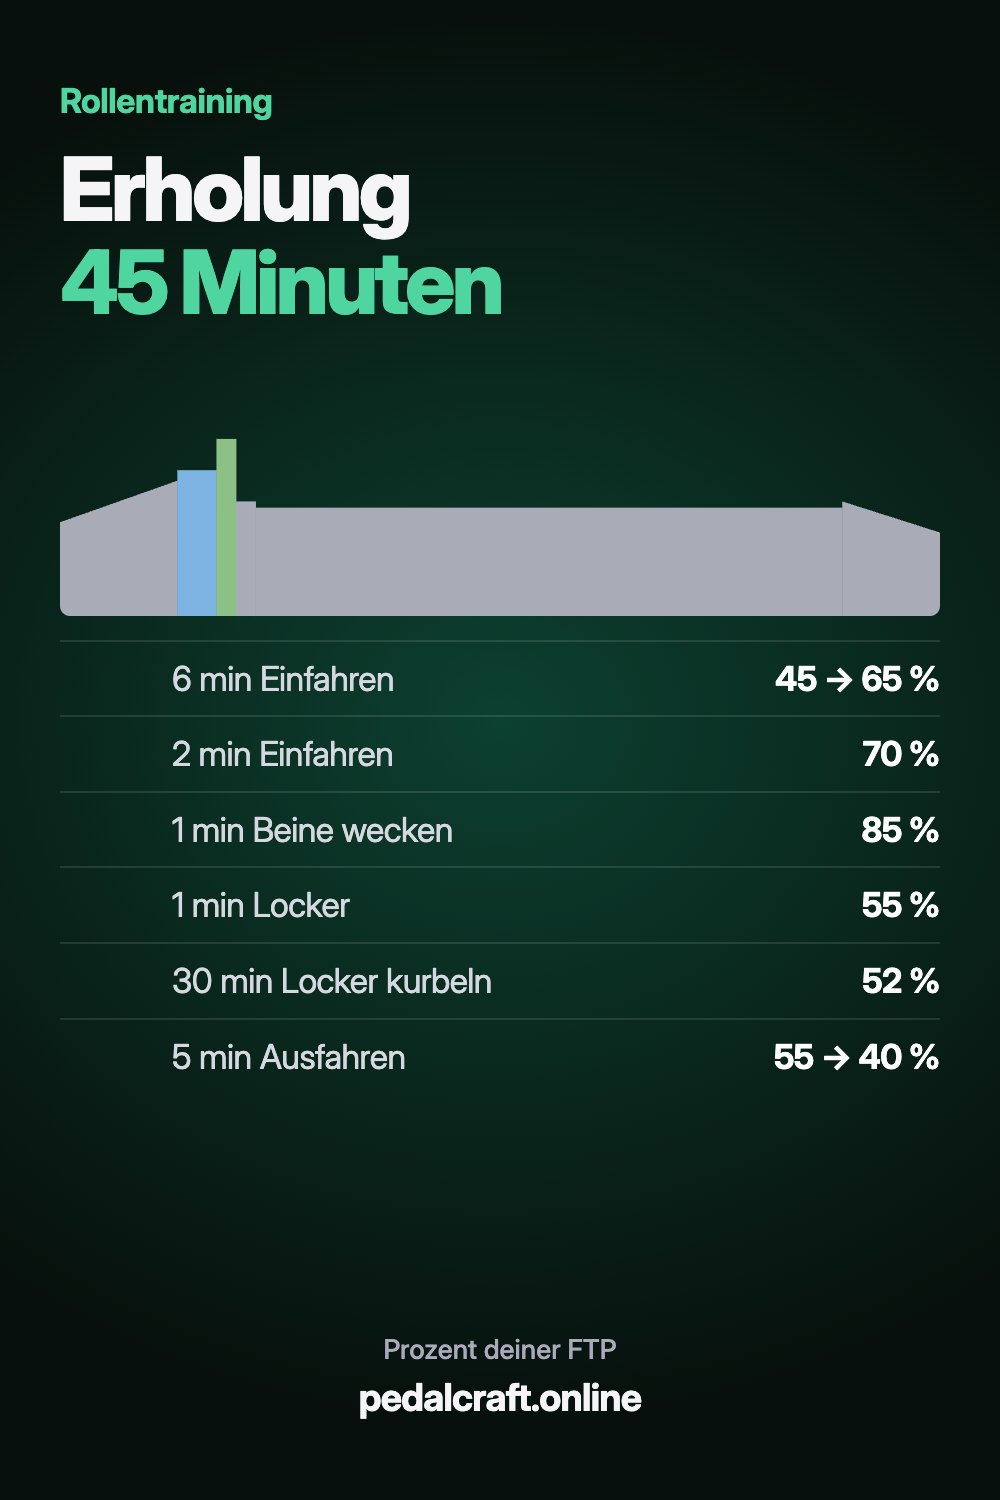 Rollentraining
Erholung
45 Minuten
6 min Einfahren 45 → 65 %
2 min Einfahren 70 %
1 min Beine wecken 85 %
1 min Locker 55 %
30 min Locker kurbeln 52 %
5 min Ausfahren 55 → 40 %
Prozent deiner FTP
pedalcraft.online